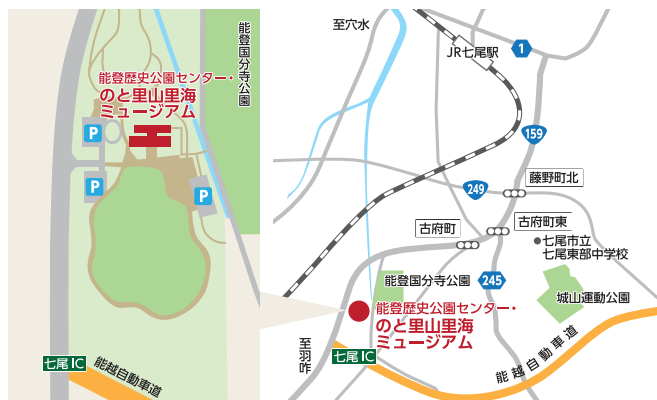 能登国分寺公園
能登歴史公園センター・
のと里山里海
ミュージアム
P
P
P
七尾IC
能越自動車道
至穴水
JR七尾駅
1
159
249
藤野町北
古府町
古府町東
七尾市立
七尾東部中学校
能登国分寺公園
245
城山運動公園
能登歴史公園センター・
のと里山里海
ミュージアム
至羽咋
七尾IC
能越自動車道